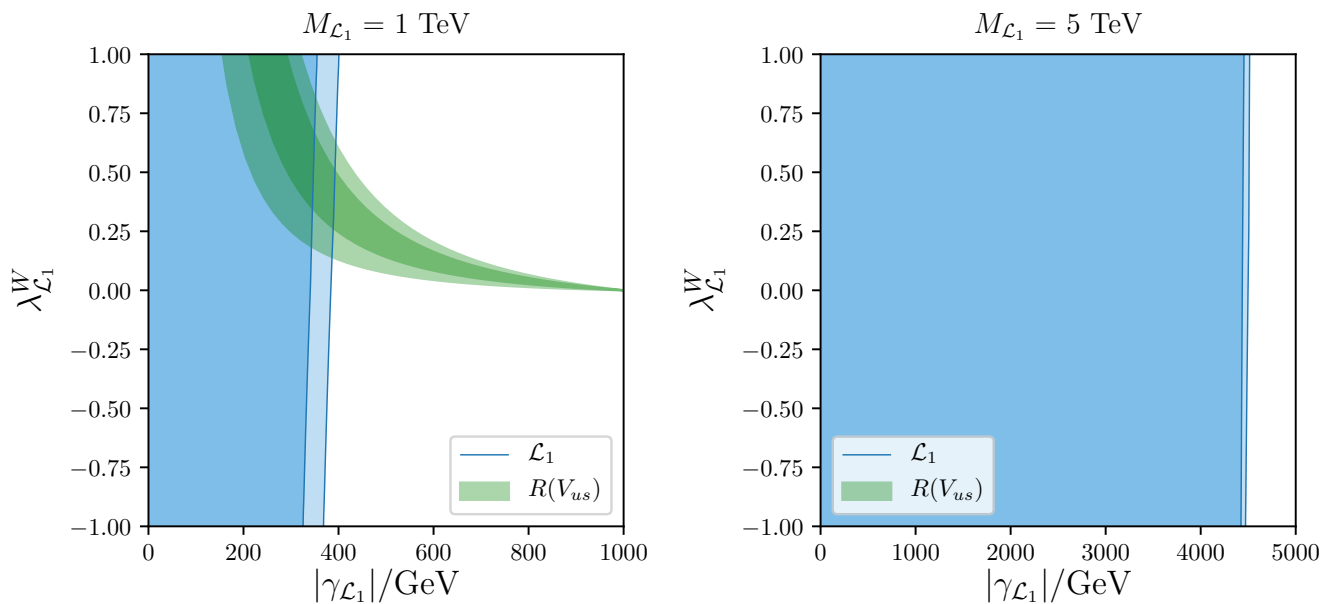 $M_{\mathcal{L}_1} = 1$ TeV
1.00
0.75
0.50
0.25
0.00
−0.25
−0.50
−0.75
−1.00
$\lambda^W_{\mathcal{L}_1}$
$\mathcal{L}_1$
$R(V_{us})$
0 200 400 600 800 1000
$|\gamma_{\mathcal{L}_1}|$/GeV
$M_{\mathcal{L}_1} = 5$ TeV
1.00
0.75
0.50
0.25
0.00
−0.25
−0.50
−0.75
−1.00
$\lambda^W_{\mathcal{L}_1}$
$\mathcal{L}_1$
$R(V_{us})$
0 1000 2000 3000 4000 5000
$|\gamma_{\mathcal{L}_1}|$/GeV